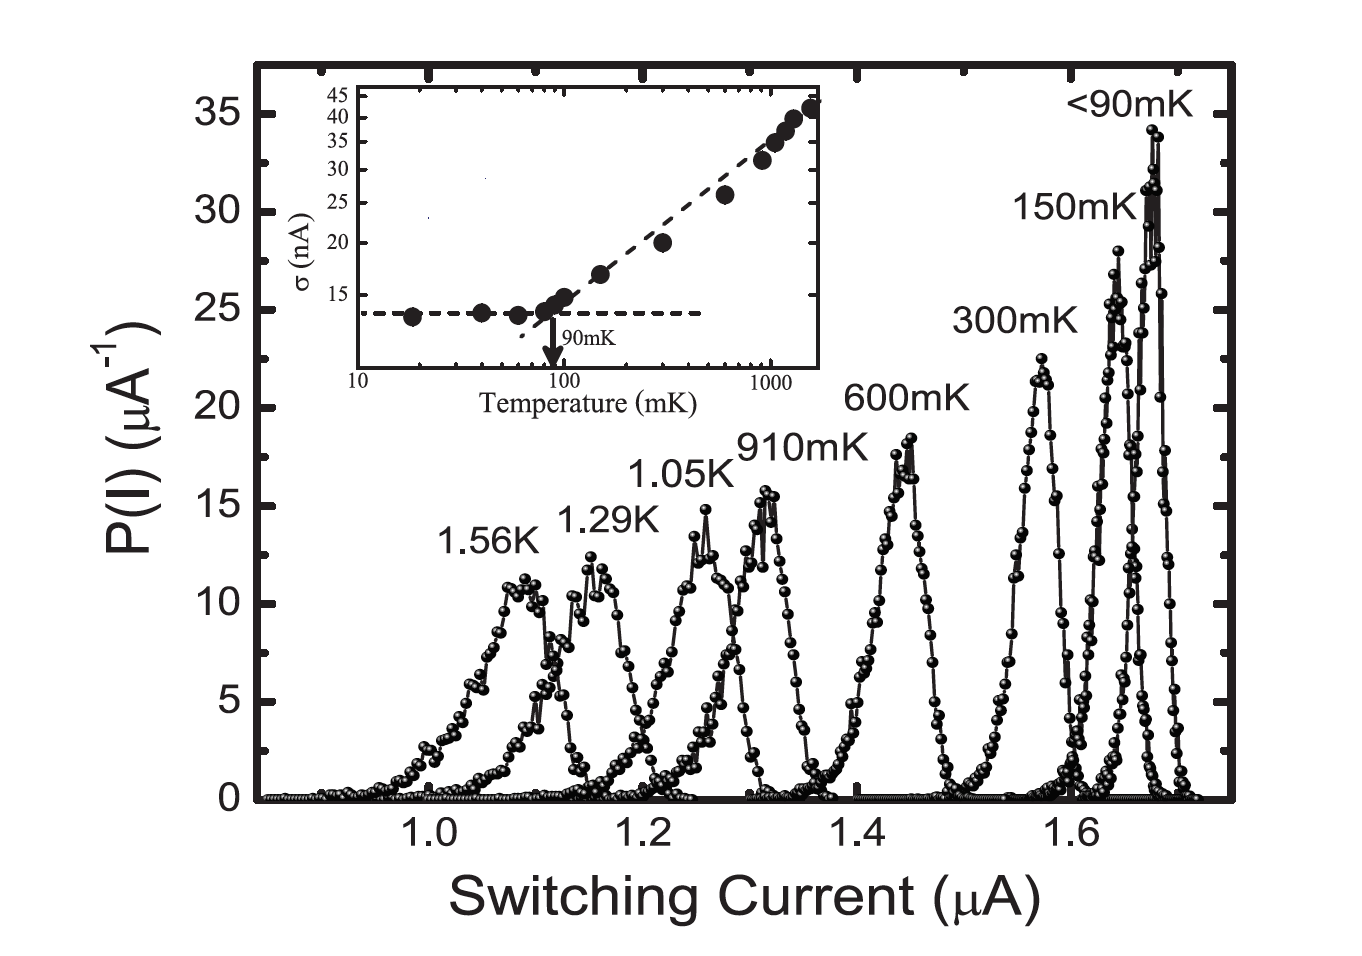 <90mK
150mK
300mK
600mK
910mK
1.05K
1.29K
1.56K
P(I) (μA⁻¹)
35
30
25
20
15
10
5
0
1.0 1.2 1.4 1.6
Switching Current (μA)
σ (nA)
45
40
35
30
25
20
15
90mK
10 100 1000
Temperature (mK)